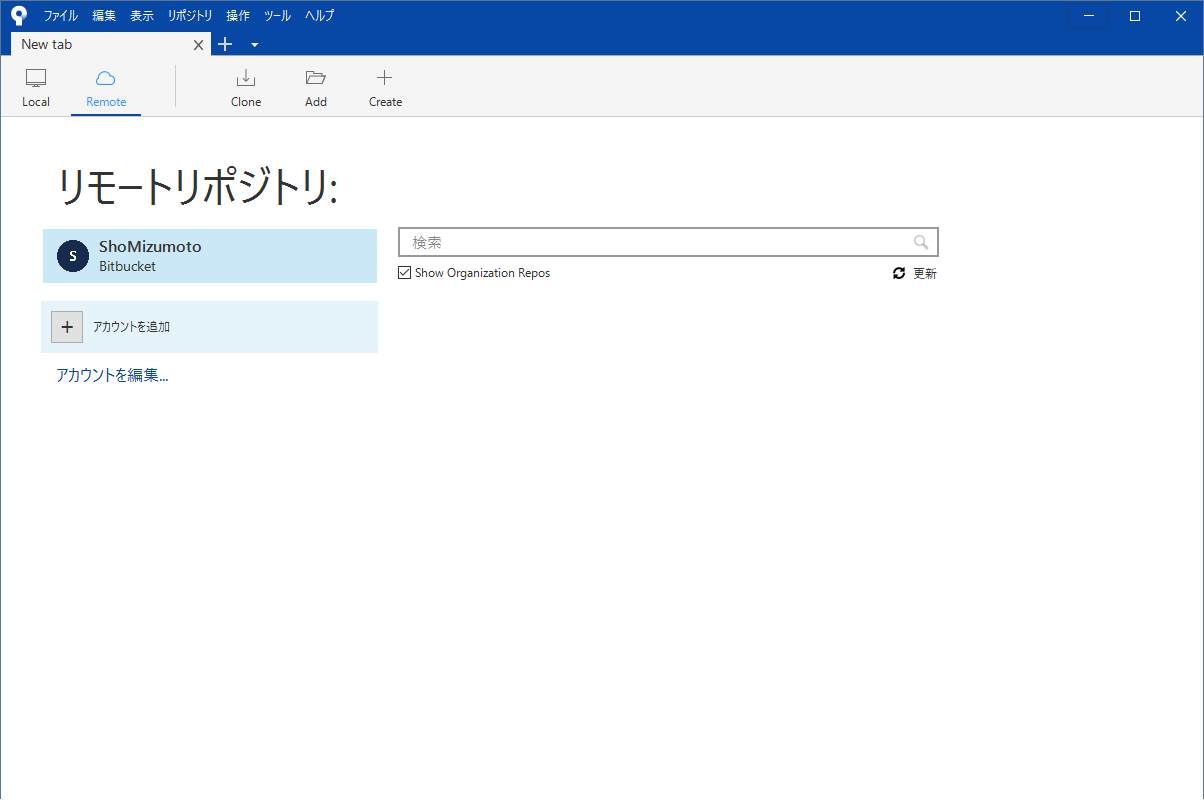 ファイル 編集 表示 リポジトリ 操作 ツール ヘルプ
New tab
Local Remote Clone Add Create
リモートリポジトリ:
S
ShoMizumoto
Bitbucket
検索
Show Organization Repos
更新
アカウントを追加
アカウントを編集...